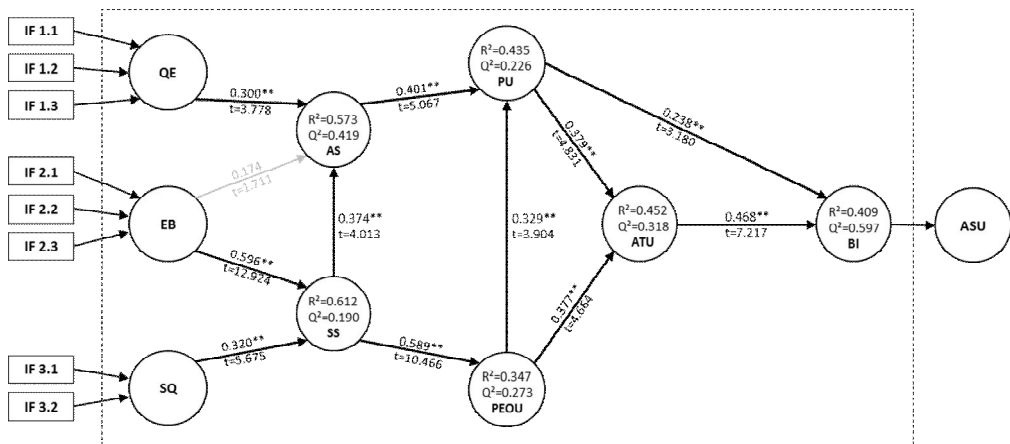 IF 1.1
IF 1.2
IF 1.3
QE
0.300**
t=3.778
R²=0.573
Q²=0.419
AS
0.401**
t=5.067
R²=0.435
Q²=0.226
PU
0.238**
t=3.180
0.379**
t=4.831
IF 2.1
IF 2.2
IF 2.3
EB
0.174
t=1.711
0.374**
t=4.013
0.329**
t=3.904
R²=0.452
Q²=0.318
ATU
0.468**
t=7.217
R²=0.409
Q²=0.597
BI
ASU
0.596**
t=12.924
R²=0.612
Q²=0.190
SS
0.377**
t=4.664
IF 3.1
IF 3.2
SQ
0.320**
t=5.675
0.589**
t=10.466
R²=0.347
Q²=0.273
PEOU